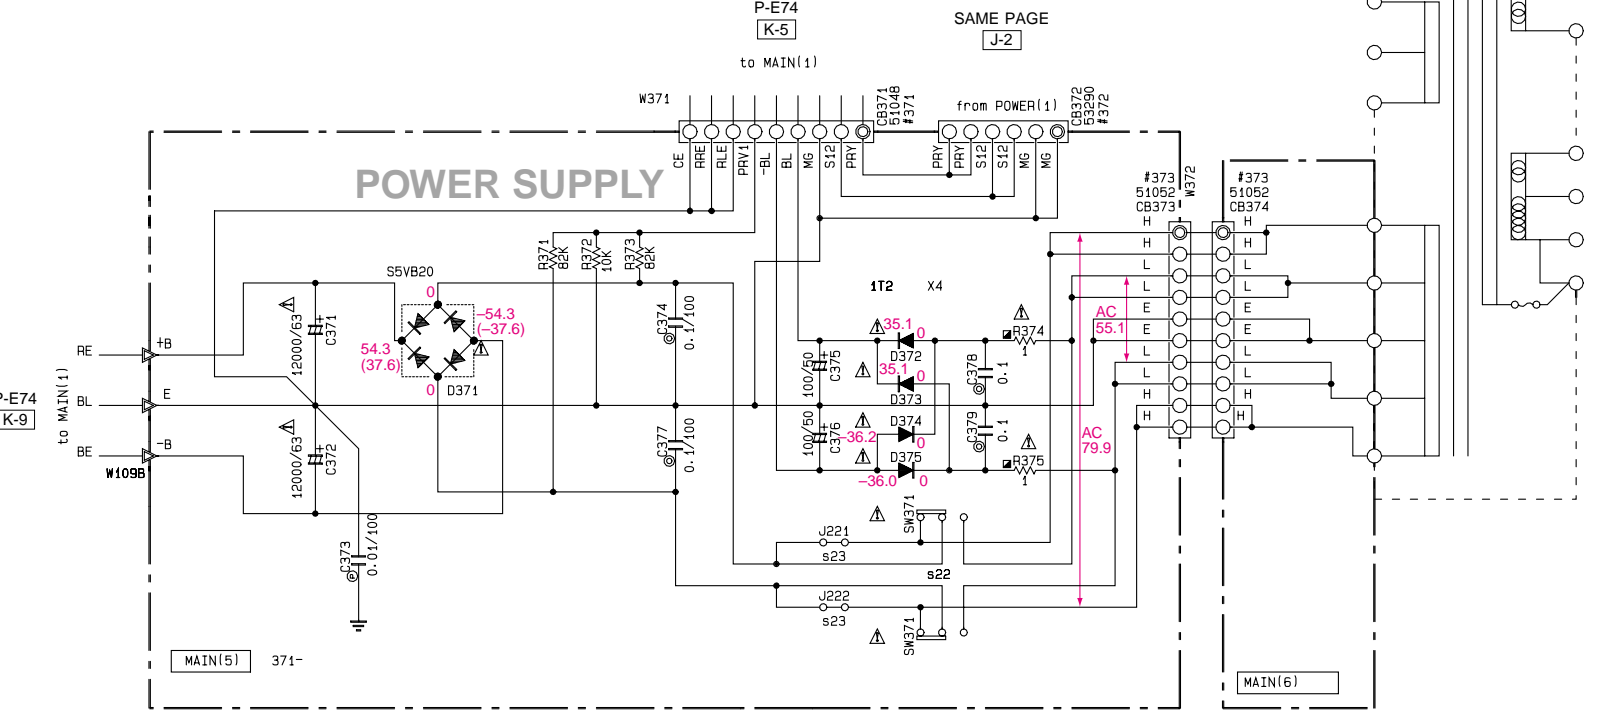 P-E74
K-5
to MAIN(1)
SAME PAGE
J-2
W371
CB371
51048
#371
from POWER(1)
CB372
53290
#372
CE
RRE
RLE
PRV1
-BL
BL
MG
S12
PRY
PRY
PRY
S12
S12
MG
MG
POWER SUPPLY
#373
51052
CB373
W372
#373
51052
CB374
H
H
L
L
E
E
L
L
H
H
H
H
L
L
E
E
L
L
H
H
R371
82K
R372
10K
R373
82K
S5VB20
0
–54.3
(–37.6)
54.3
(37.6)
0
D371
12000/63
C371
12000/63
C372
C373
0.01/100
C374
0.1/100
C377
0.1/100
1T2 X4
35.1
0
D372
35.1
0
D373
D374
–36.2
0
D375
–36.0
0
100/50
C375
100/50
C376
C378
0.1
C379
0.1
R374
1
R375
1
AC
55.1
AC
79.9
+B
E
-B
RE
BL
BE
W109B
to MAIN(1)
P-E74
K-9
SW371
J221
s23
s22
J222
s23
SW371
MAIN(5) 371-
MAIN(6)